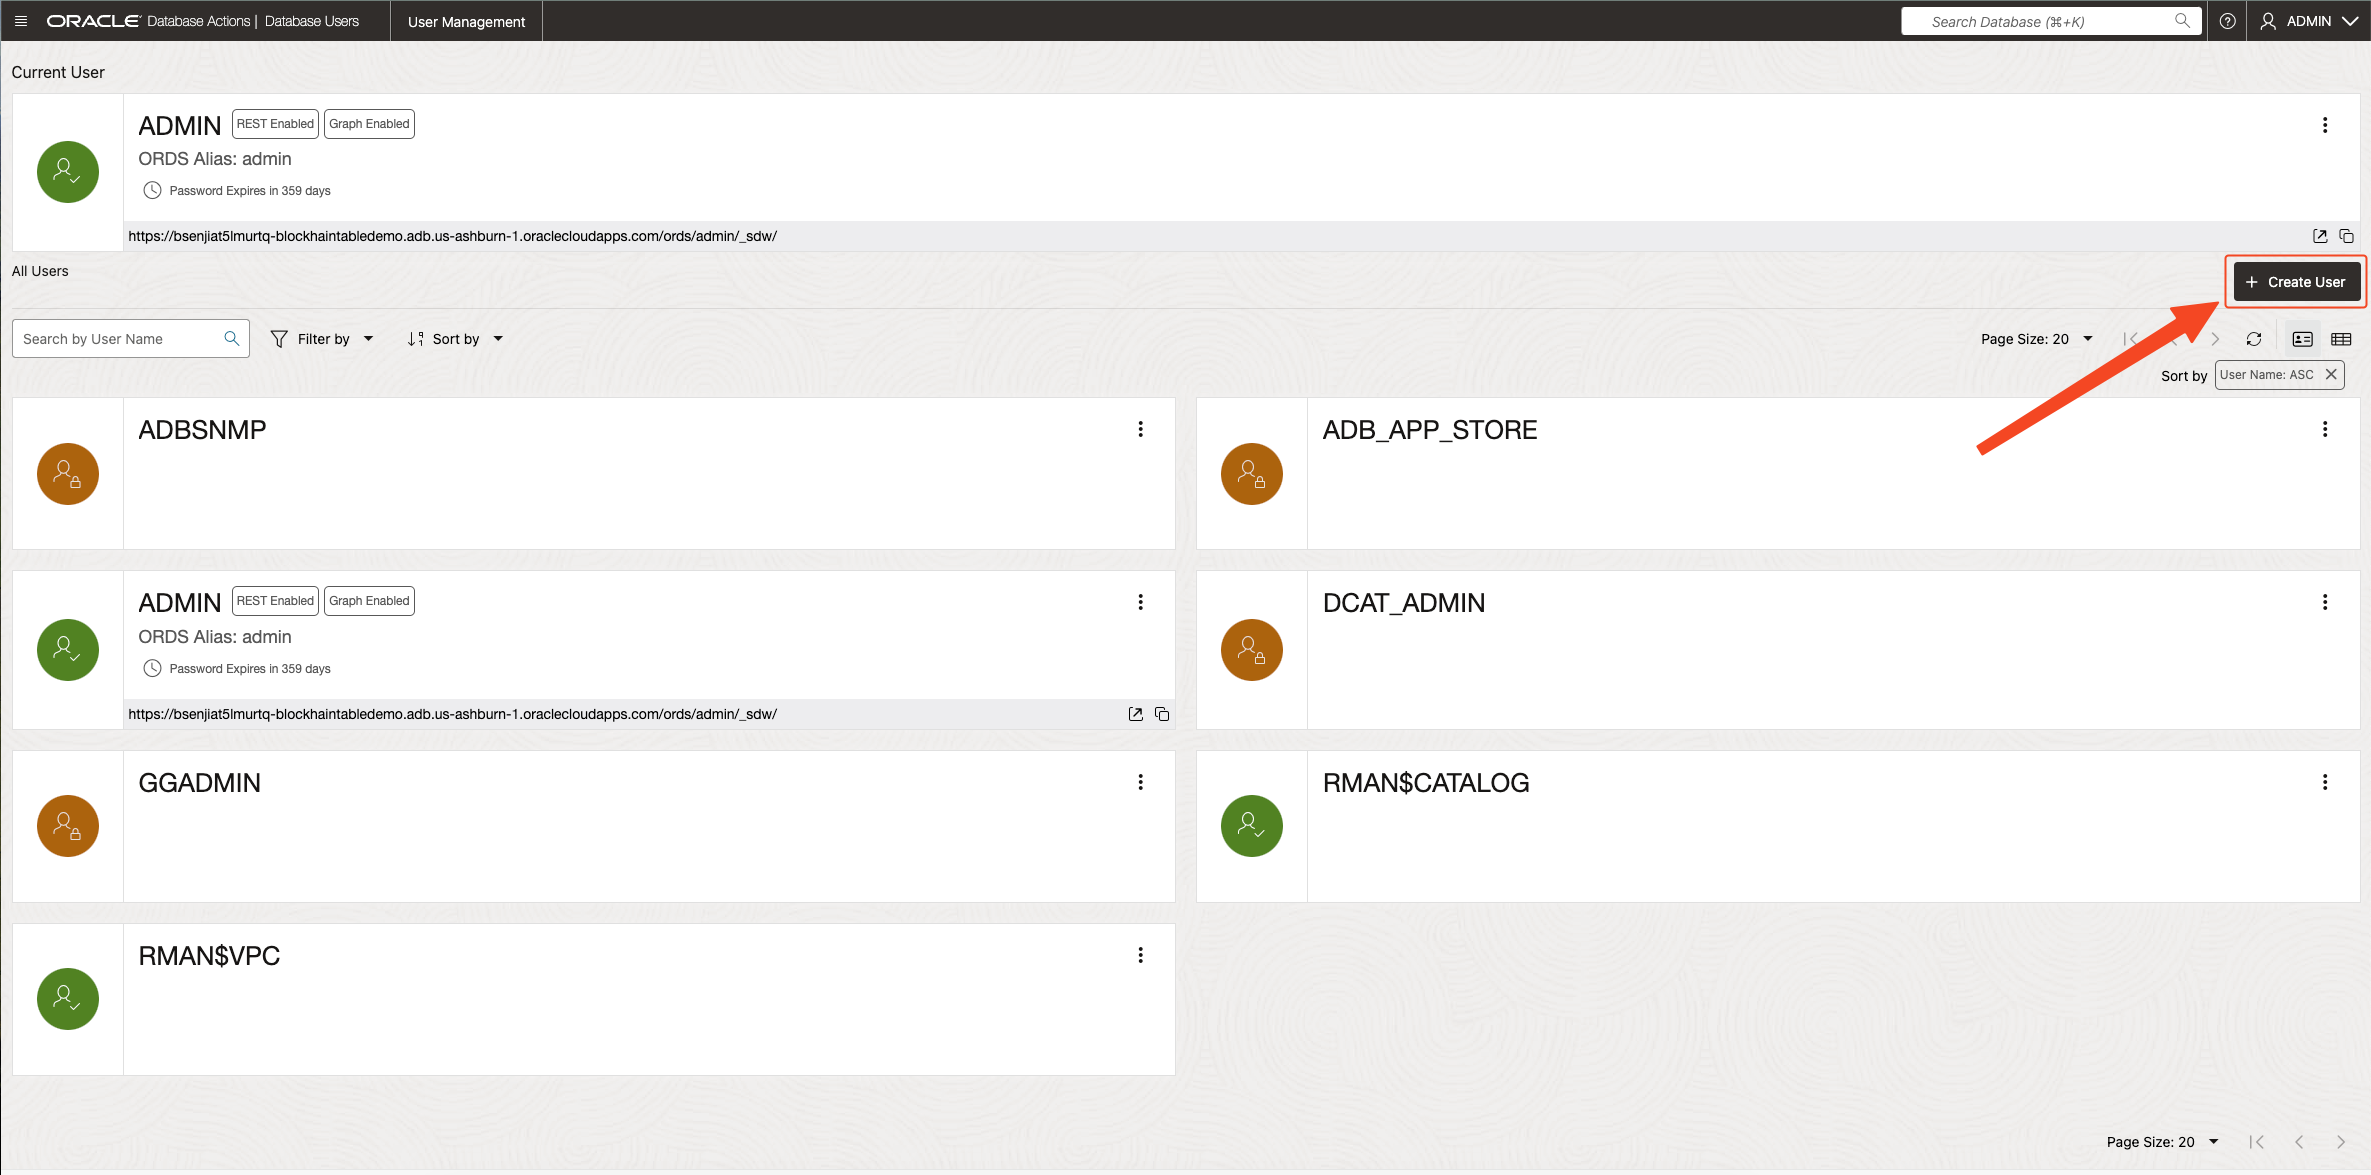 ORACLE Database Actions | Database Users
User Management
Search Database (⌘+K)
ADMIN
Current User
ADMIN
REST Enabled
Graph Enabled
ORDS Alias: admin
Password Expires in 359 days
https://bsenjiat5lmurtq-blockhaintabledemo.adb.us-ashburn-1.oraclecloudapps.com/ords/admin/_sdw/
All Users
+ Create User
Search by User Name
Filter by
Sort by
Page Size: 20
Sort by
User Name: ASC
ADBSNMP
ADB_APP_STORE
ADMIN
REST Enabled
Graph Enabled
ORDS Alias: admin
Password Expires in 359 days
https://bsenjiat5lmurtq-blockhaintabledemo.adb.us-ashburn-1.oraclecloudapps.com/ords/admin/_sdw/
DCAT_ADMIN
GGADMIN
RMAN$CATALOG
RMAN$VPC
Page Size: 20